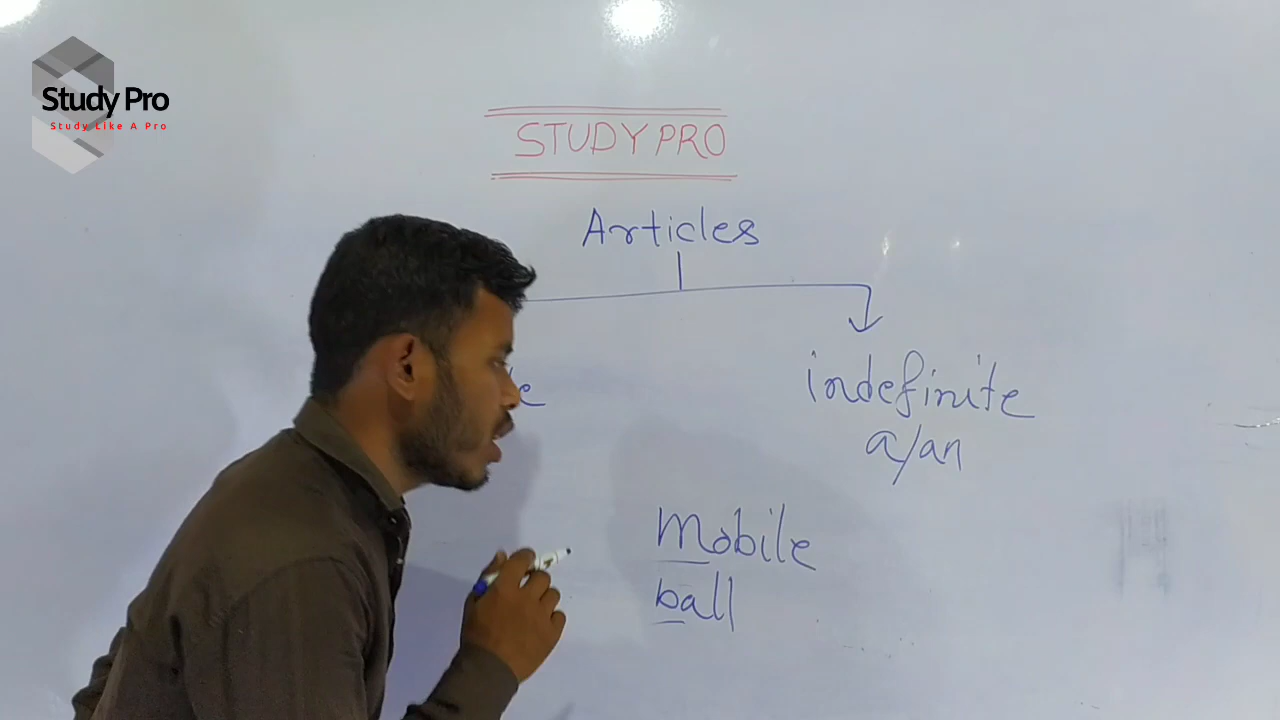 Study Pro
Study Like A Pro
STUDY PRO
Articles
indefinite
a/an
Mobile
ball